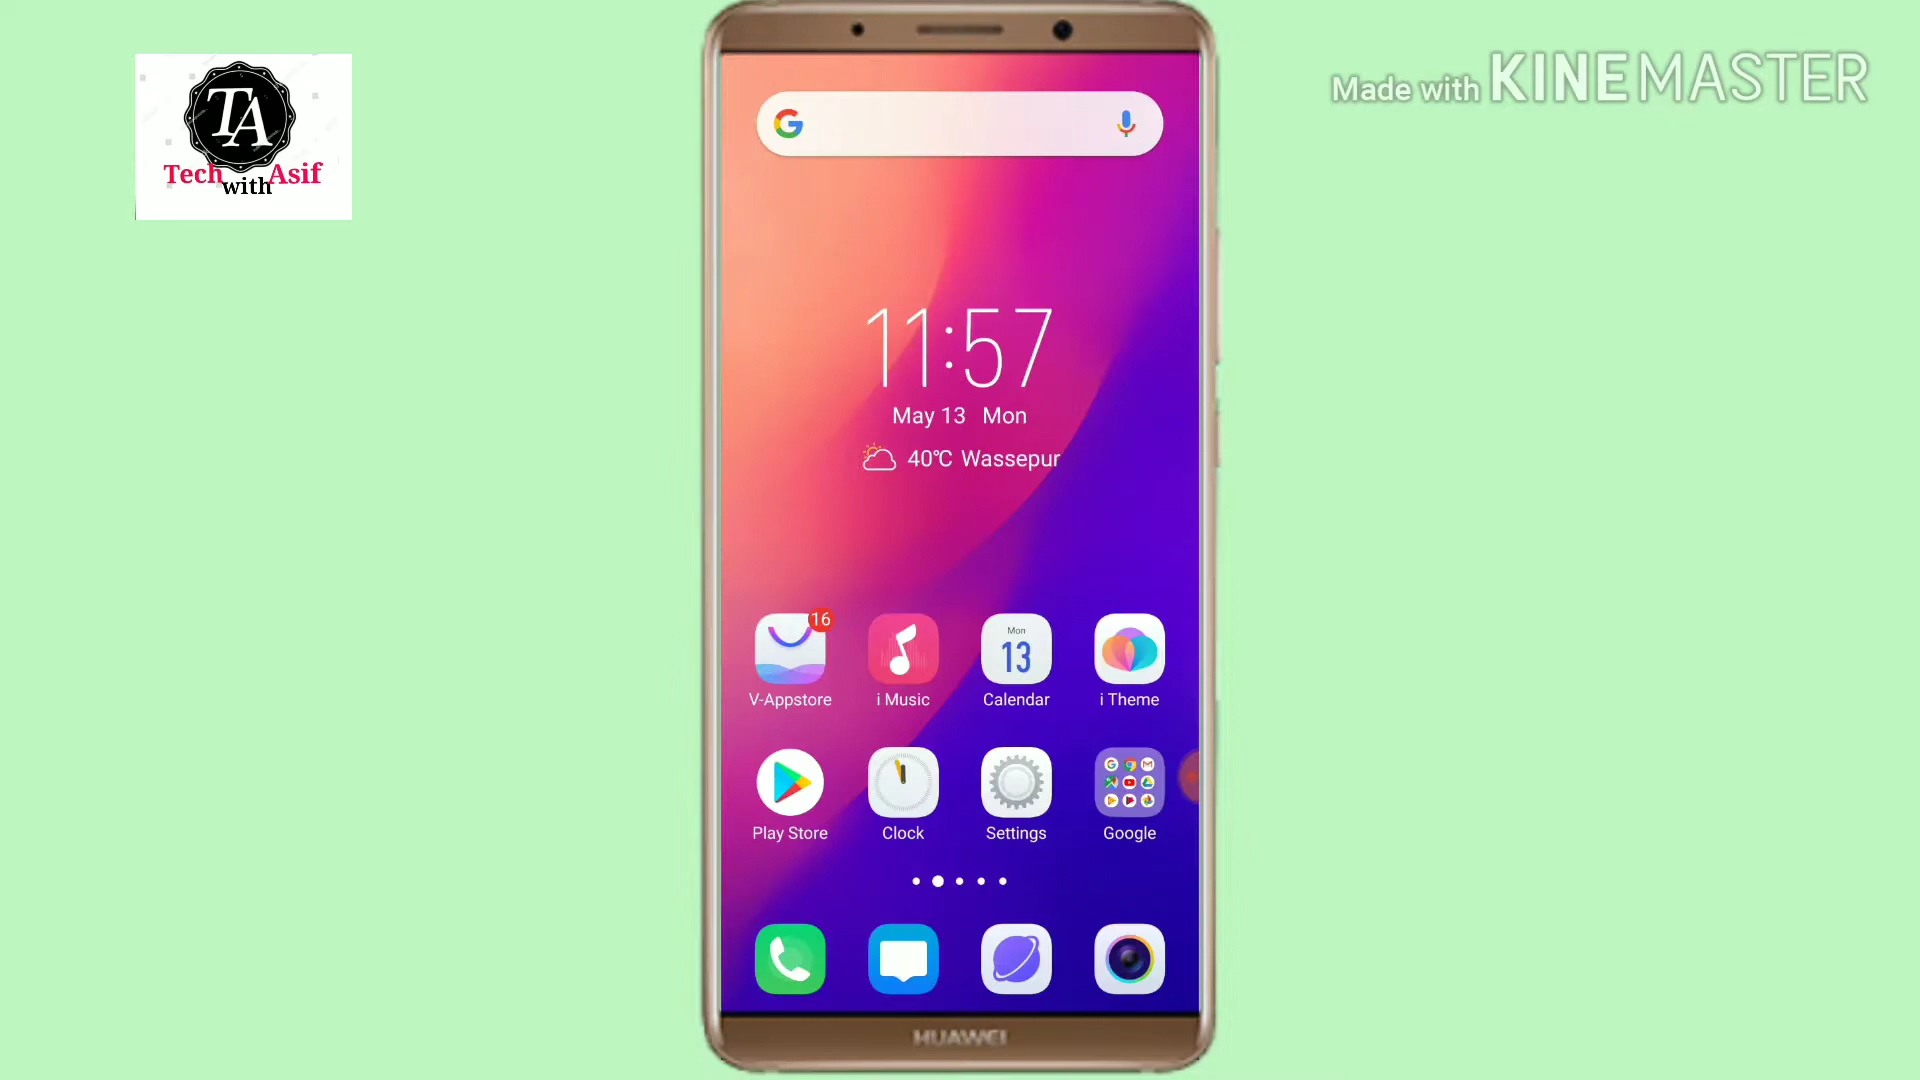 TA
Tech with Asif
Made with KINEMASTER
11:57
May 13 Mon
40℃ Wassepur
16
Mon
13
V-Appstore
i Music
Calendar
i Theme
Play Store
Clock
Settings
Google
HUAWEI